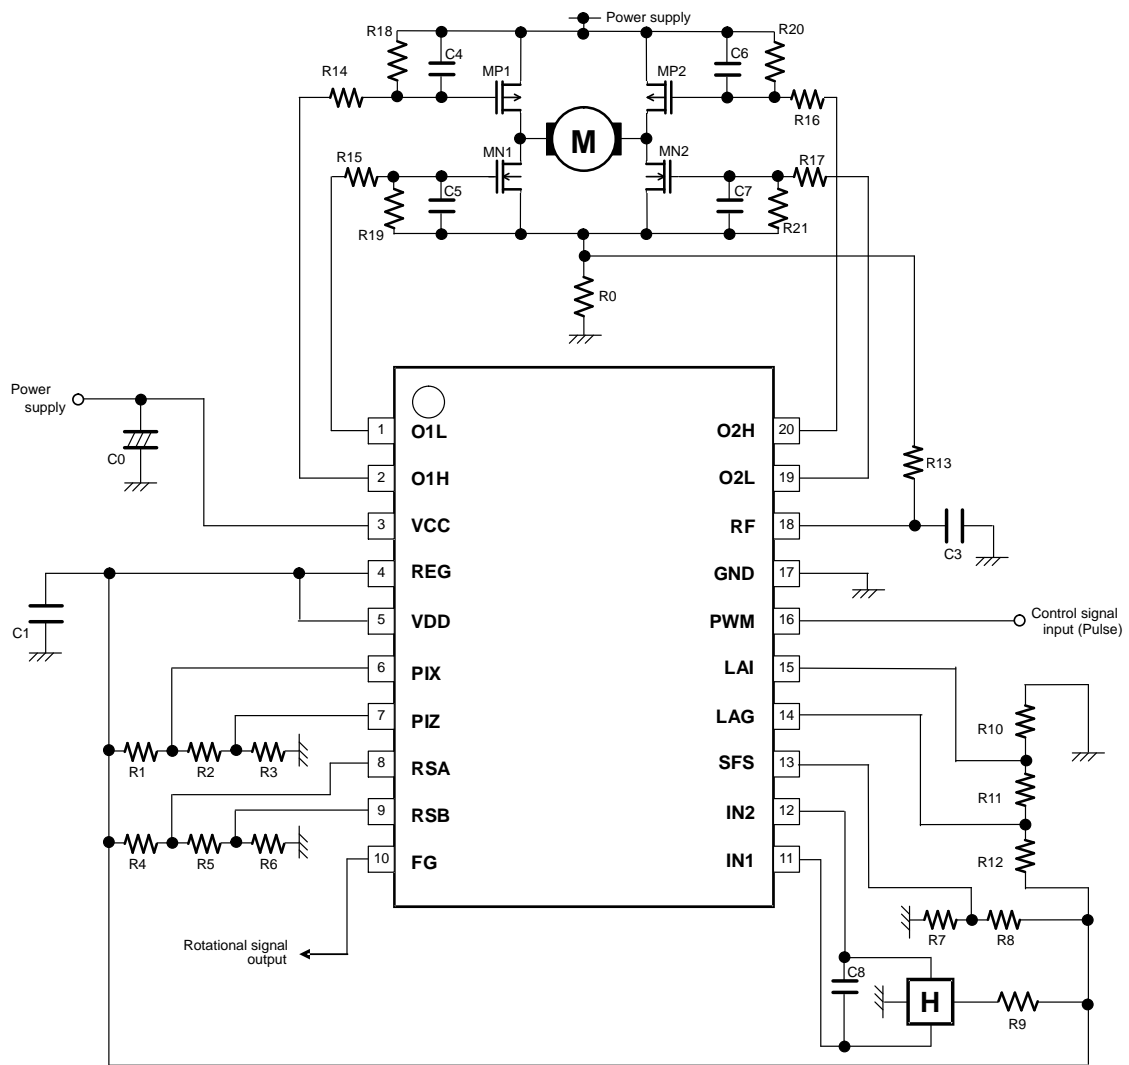 Power supply
R18
C4
C6
R20
R14
MP1
MP2
R16
M
R15
MN1
MN2
R17
R19
C5
C7
R21
R0
Power
supply
C0
1
O1L
O2H
20
2
O1H
O2L
19
R13
3
VCC
RF
18
C3
4
REG
GND
17
C1
5
VDD
PWM
16
Control signal
input (Pulse)
6
PIX
LAI
15
7
PIZ
LAG
14
R10
R1
R2
R3
8
RSA
SFS
13
R11
9
RSB
IN2
12
R4
R5
R6
10
FG
IN1
11
R12
R7
R8
Rotational signal
output
C8
H
R9